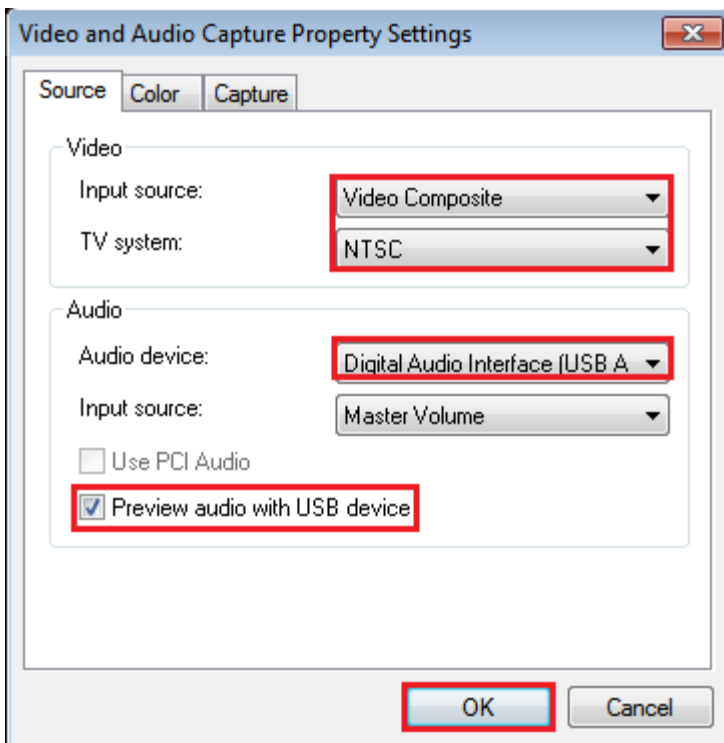 Video and Audio Capture Property Settings
Source Color Capture
Video
Input source: Video Composite
TV system: NTSC
Audio
Audio device: Digital Audio Interface (USB A
Input source: Master Volume
Use PCI Audio
Preview audio with USB device
OK Cancel